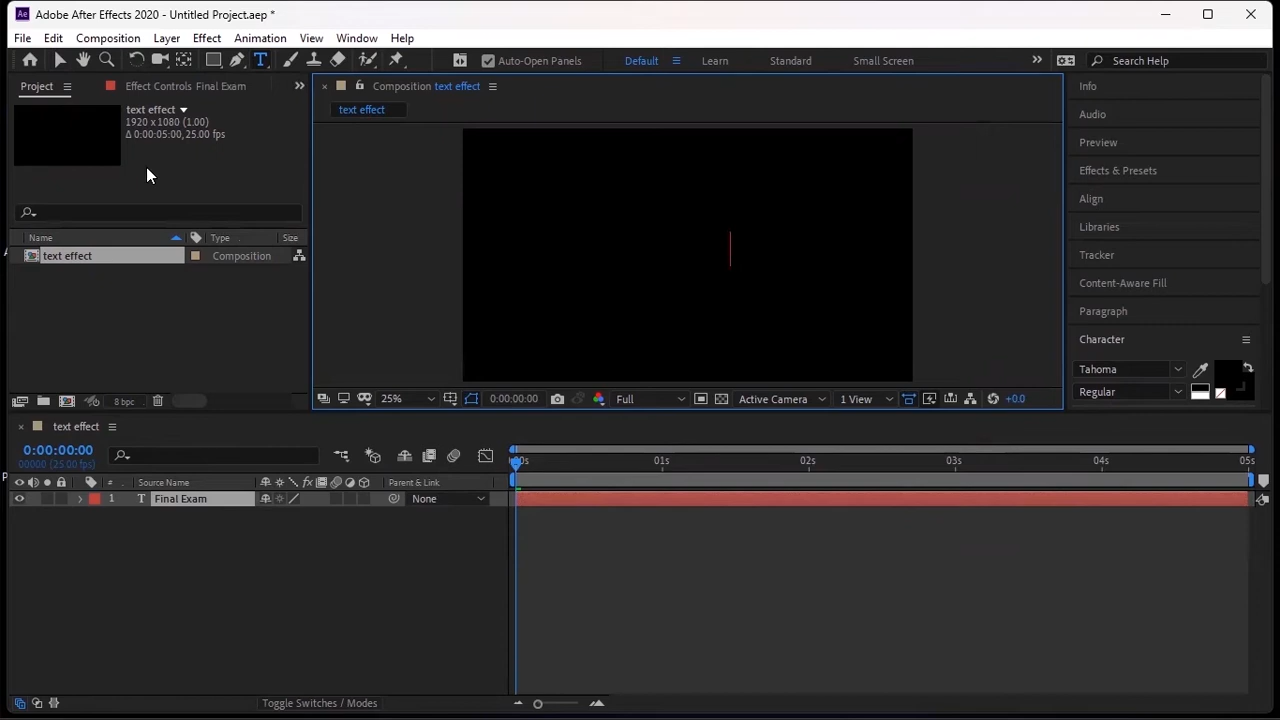 Adobe After Effects 2020 - Untitled Project.aep *
File Edit Composition Layer Effect Animation View Window Help
Auto-Open Panels Default Learn Standard Small Screen Search Help
Project Effect Controls Final Exam
Composition text effect
text effect
text effect
1920 x 1080 (1.00)
Δ 0:00:05:00, 25.00 fps
Name Type Size
text effect Composition
8 bpc
25% 0:00:00:00 Full Active Camera 1 View +0.0
Info
Audio
Preview
Effects & Presets
Align
Libraries
Tracker
Content-Aware Fill
Paragraph
Character
Tahoma
Regular
text effect
0:00:00:00
00000 (25.00 fps)
# Source Name Parent & Link
1 T Final Exam None
:00s 01s 02s 03s 04s 05s
Toggle Switches / Modes